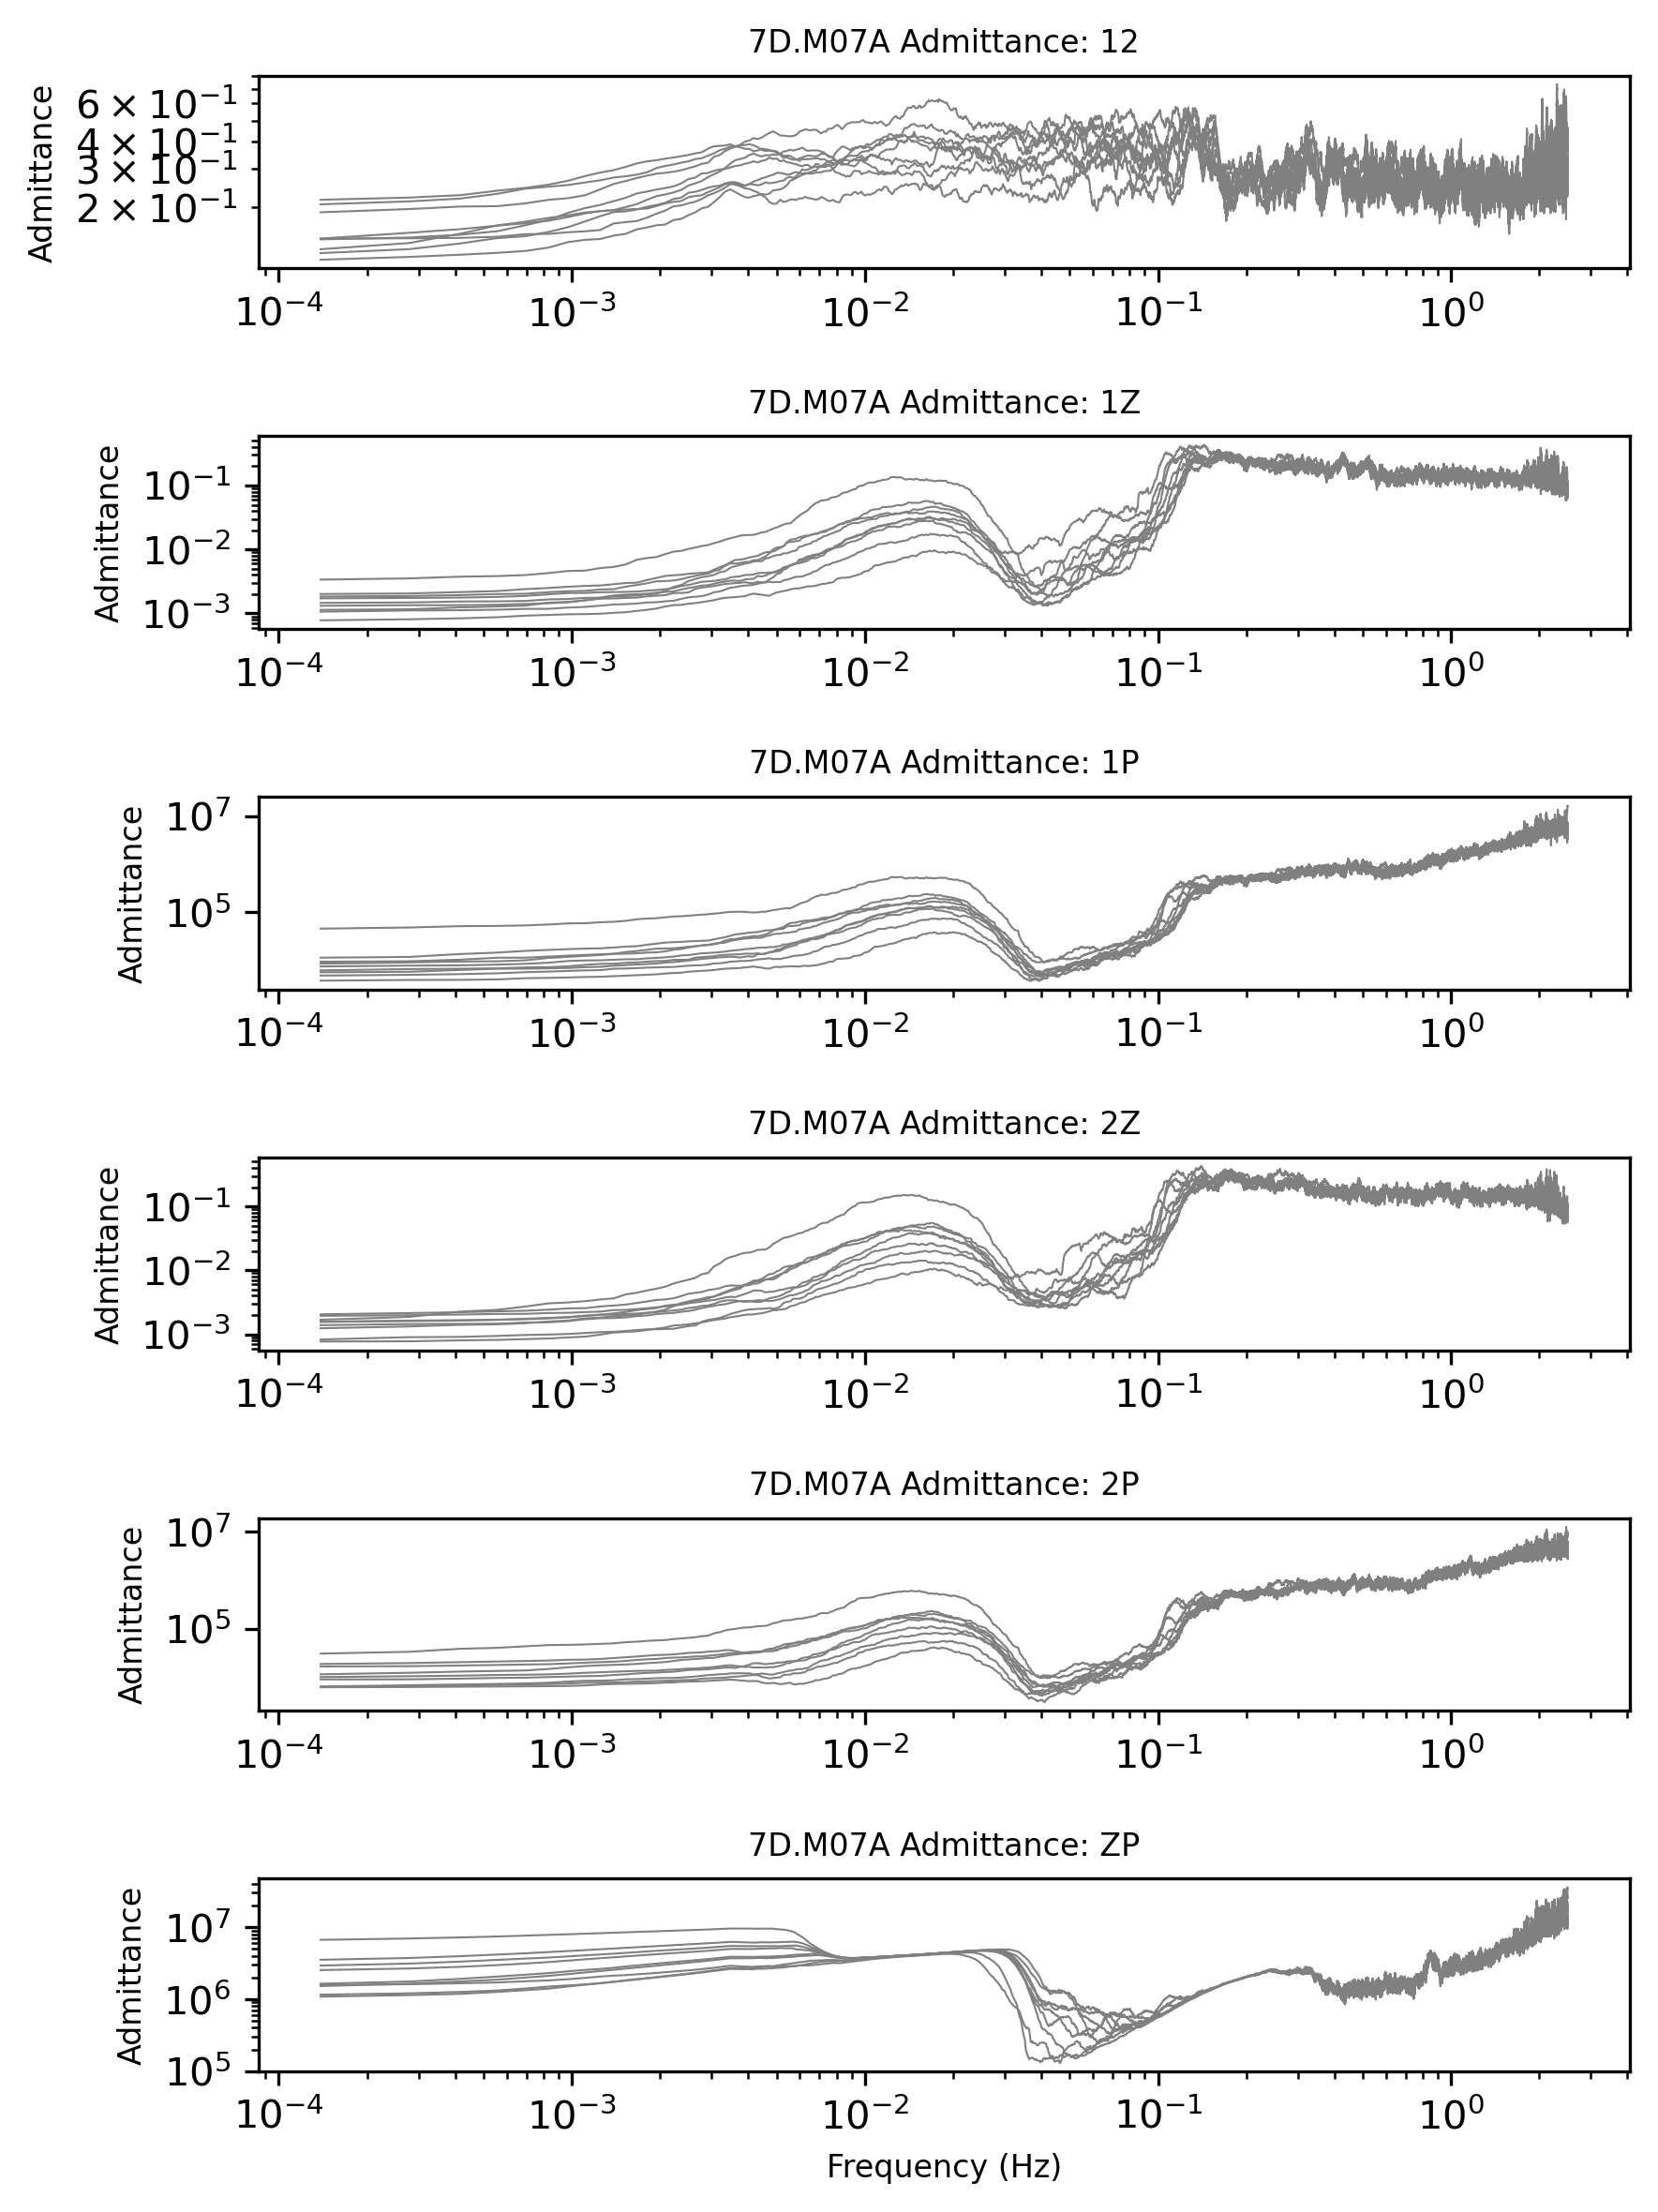 7D.M07A Admittance: 12
Admittance
6 × 10⁻¹
4 × 10⁻¹
3 × 10⁻¹
2 × 10⁻¹
10⁻⁴ 10⁻³ 10⁻² 10⁻¹ 10⁰
7D.M07A Admittance: 1Z
Admittance
10⁻¹
10⁻²
10⁻³
10⁻⁴ 10⁻³ 10⁻² 10⁻¹ 10⁰
7D.M07A Admittance: 1P
Admittance
10⁷
10⁵
10⁻⁴ 10⁻³ 10⁻² 10⁻¹ 10⁰
7D.M07A Admittance: 2Z
Admittance
10⁻¹
10⁻²
10⁻³
10⁻⁴ 10⁻³ 10⁻² 10⁻¹ 10⁰
7D.M07A Admittance: 2P
Admittance
10⁷
10⁵
10⁻⁴ 10⁻³ 10⁻² 10⁻¹ 10⁰
7D.M07A Admittance: ZP
Admittance
10⁷
10⁶
10⁵
10⁻⁴ 10⁻³ 10⁻² 10⁻¹ 10⁰
Frequency (Hz)